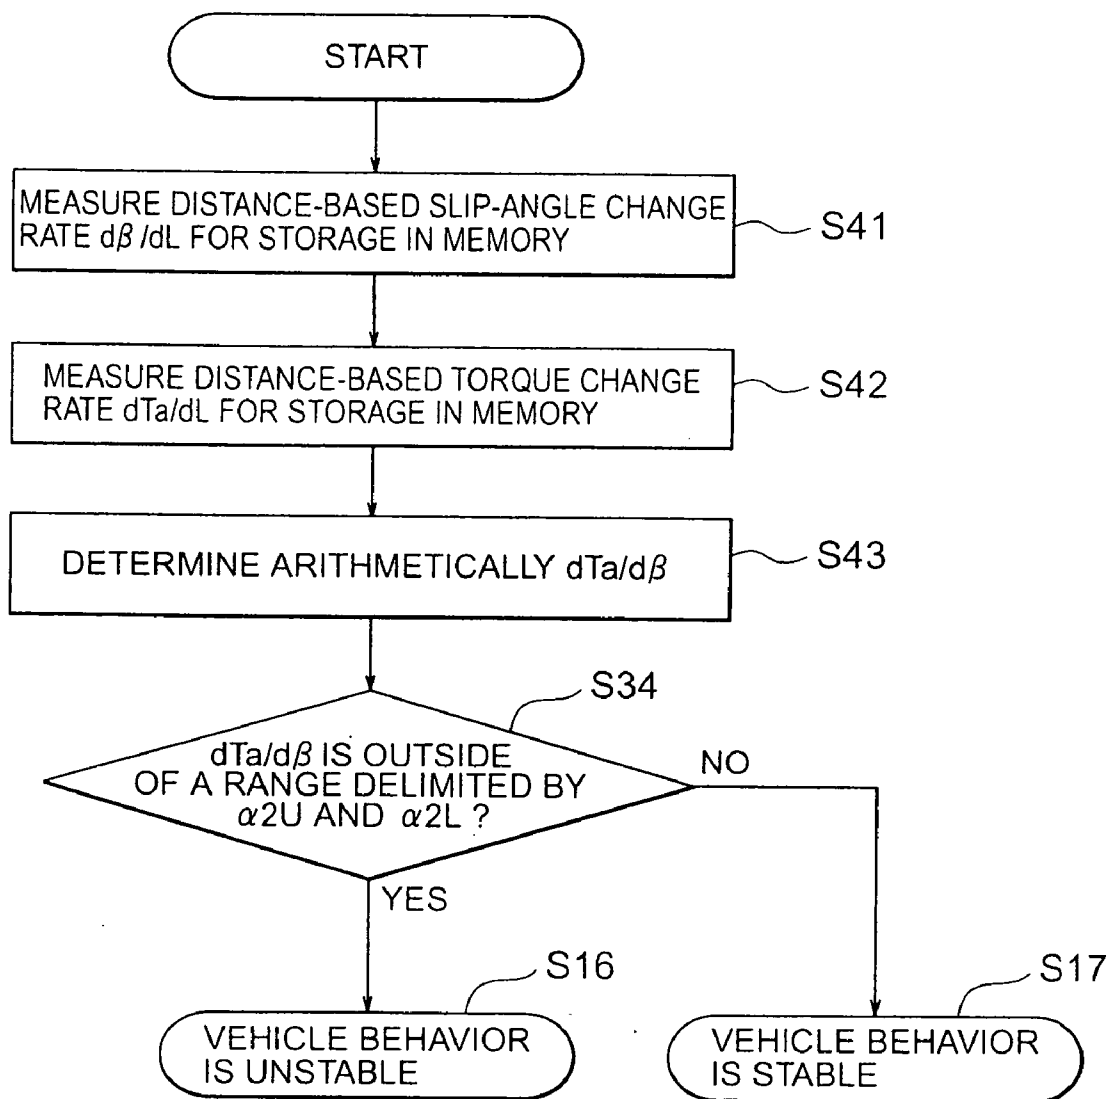 START
MEASURE DISTANCE-BASED SLIP-ANGLE CHANGE
RATE dβ/dL FOR STORAGE IN MEMORY
S41
MEASURE DISTANCE-BASED TORQUE CHANGE
RATE dTa/dL FOR STORAGE IN MEMORY
S42
DETERMINE ARITHMETICALLY dTa/dβ
S43
S34
dTa/dβ IS OUTSIDE
OF A RANGE DELIMITED BY
α2U AND α2L ?
NO
YES
S16
VEHICLE BEHAVIOR
IS UNSTABLE
S17
VEHICLE BEHAVIOR
IS STABLE